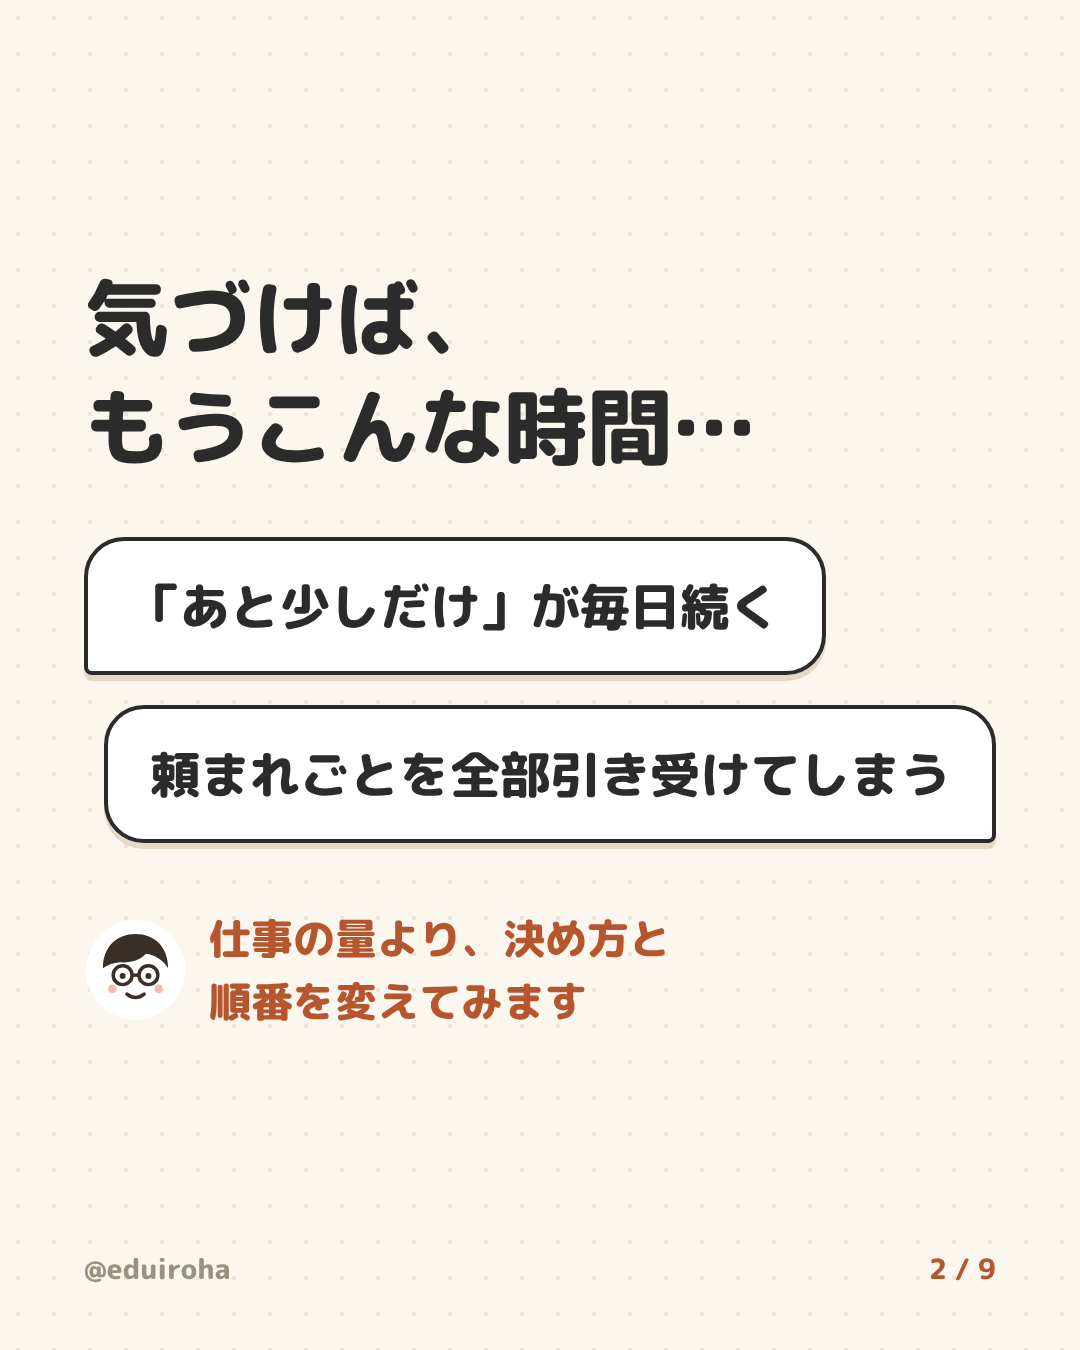 気づけば、
もうこんな時間…
「あと少しだけ」が毎日続く
頼まれごとを全部引き受けてしまう
仕事の量より、決め方と
順番を変えてみます
@eduiroha
2 / 9